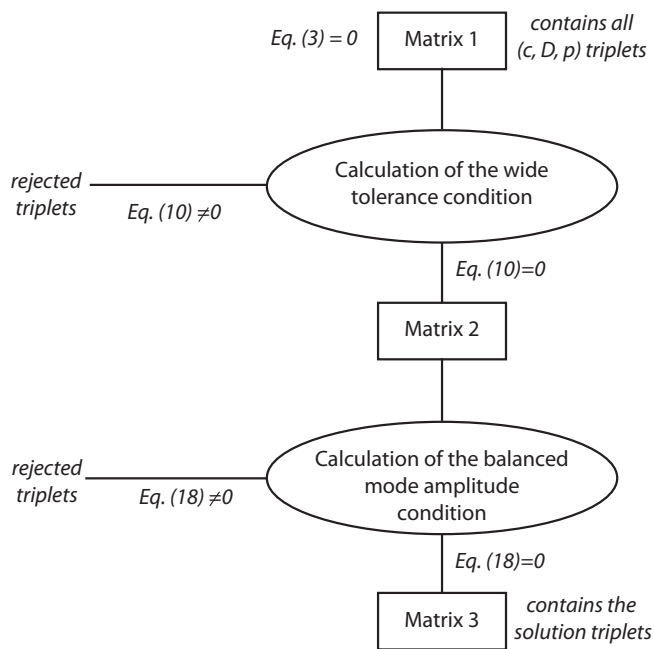 Eq. (3) = 0
Matrix 1
contains all
(c, D, p) triplets
Calculation of the wide
tolerance condition
rejected
triplets
Eq. (10) ≠0
Eq. (10)=0
Matrix 2
Calculation of the balanced
mode amplitude
condition
rejected
triplets
Eq. (18) ≠0
Eq. (18)=0
Matrix 3
contains the
solution triplets